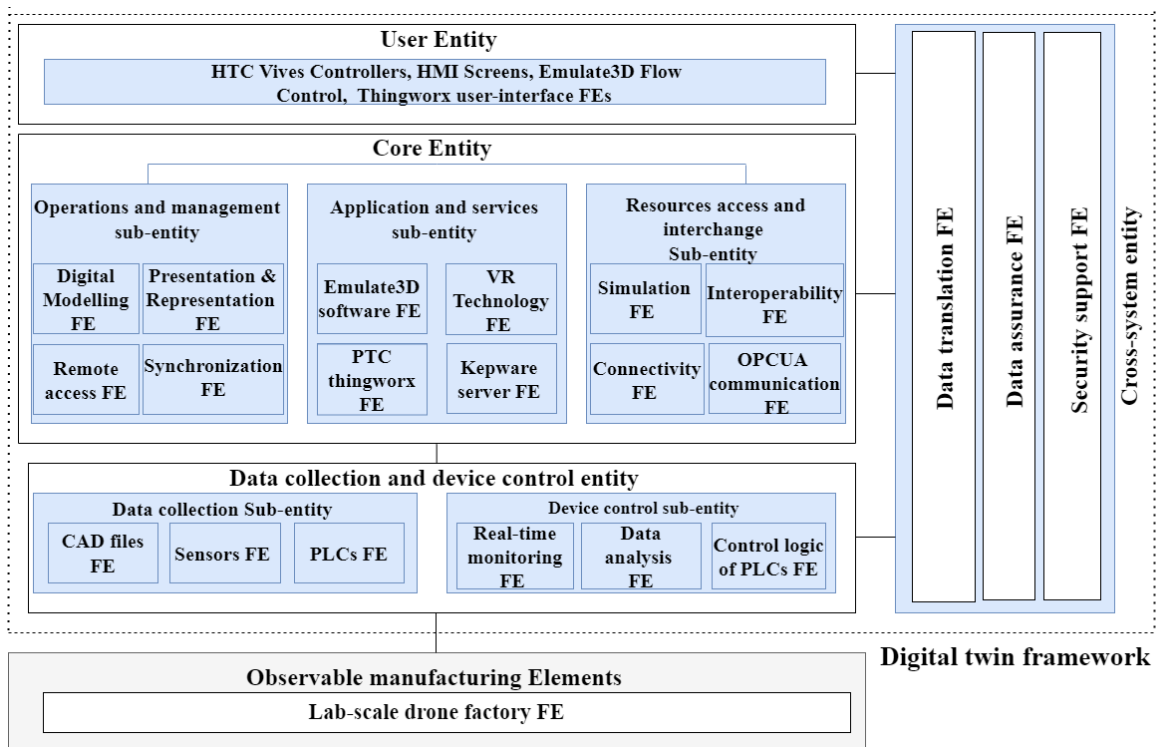 User Entity
HTC Vives Controllers, HMI Screens, Emulate3D Flow
Control, Thingworx user-interface FEs
Core Entity
Operations and management
sub-entity
Digital
Modelling
FE
Presentation &
Representation
FE
Remote
access FE
Synchronization
FE
Application and services
sub-entity
Emulate3D
software FE
VR
Technology
FE
PTC
thingworx
FE
Kepware
server FE
Resources access and
interchange
Sub-entity
Simulation
FE
Interoperability
FE
Connectivity
FE
OPCUA
communication
FE
Data collection and device control entity
Data collection Sub-entity
CAD files
FE
Sensors FE
PLCs FE
Device control sub-entity
Real-time
monitoring
FE
Data
analysis
FE
Control logic
of PLCs FE
Data translation FE
Data assurance FE
Security support FE
Cross-system entity
Digital twin framework
Observable manufacturing Elements
Lab-scale drone factory FE